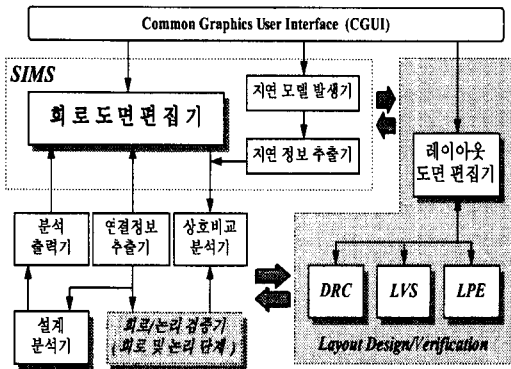 Common Graphics User Interface (CGUI)
SIMS
회로도면편집기
지연 모델 발생기
지연 정보 추출기
레이아웃
도면 편집기
분석
출력기
연결정보
추출기
상호비교
분석기
DRC
LVS
LPE
설계
분석기
회로/논리 검증기
( 회로 및 논리 단계 )
Layout Design/Verification